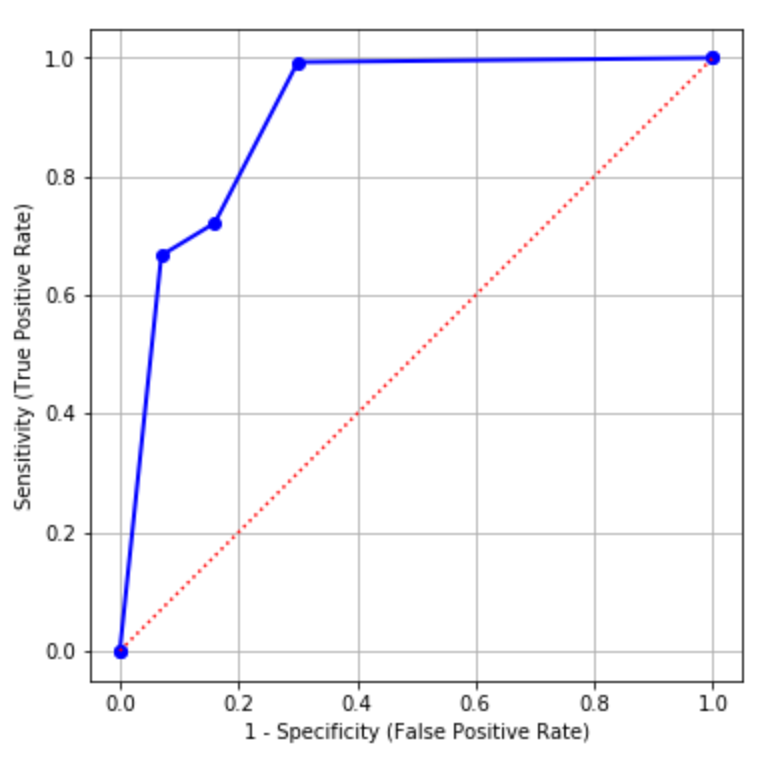 1.0
0.8
0.6
0.4
0.2
0.0
Sensitivity (True Positive Rate)
0.0 0.2 0.4 0.6 0.8 1.0
1 - Specificity (False Positive Rate)